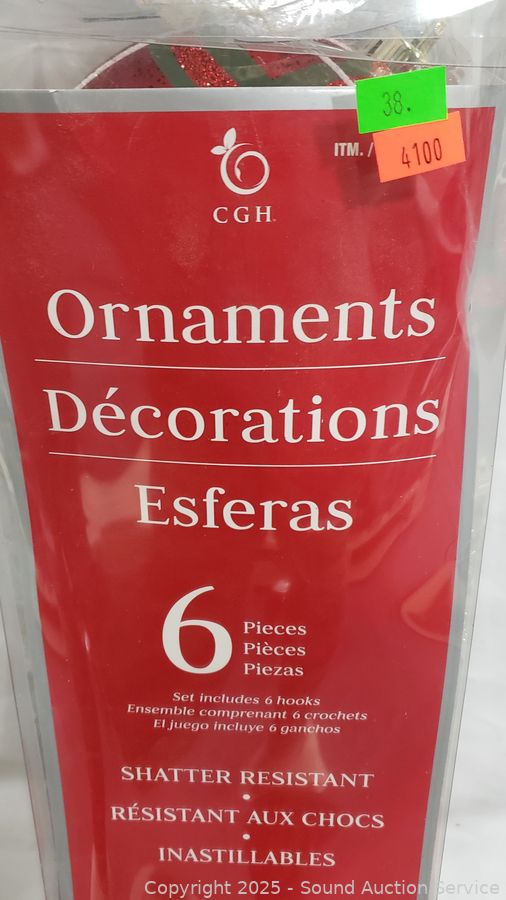 38.
4100
ITM. /
CGH
Ornaments
Décorations
Esferas
6
Pieces
Pièces
Piezas
Set includes 6 hooks
Ensemble comprenant 6 crochets
El juego incluye 6 ganchos
SHATTER RESISTANT
•
RÉSISTANT AUX CHOCS
•
INASTILLABLES
Copyright 2025 - Sound Auction Service